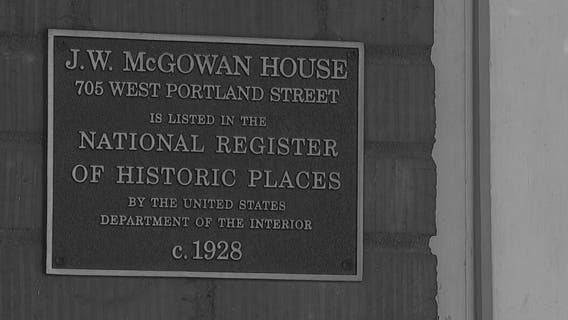 J.W. McGOWAN HOUSE
705 WEST PORTLAND STREET
IS LISTED IN THE
NATIONAL REGISTER
OF HISTORIC PLACES
BY THE UNITED STATES
DEPARTMENT OF THE INTERIOR
c. 1928